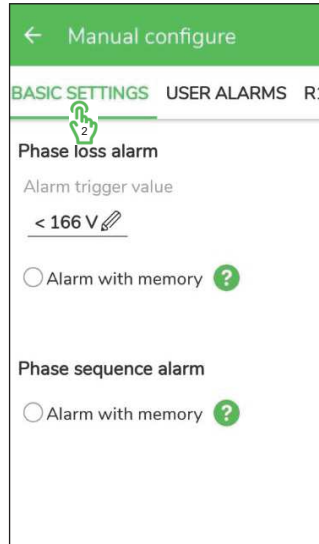 ← Manual configure
BASIC SETTINGS USER ALARMS R1
2
Phase loss alarm
Alarm trigger value
< 166 V
Alarm with memory ?
Phase sequence alarm
Alarm with memory ?